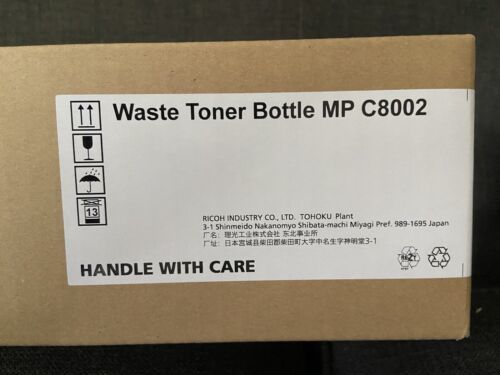 Waste Toner Bottle MP C8002
13
RICOH INDUSTRY CO., LTD. TOHOKU Plant
3-1 Shinmeido Nakanomyo Shibata-machi Miyagi Pref. 989-1695 Japan
厂名：理光工业株式会社 东北事业所
厂址：日本宫城县柴田郡柴田町大字中名生字神明堂3-1
HANDLE WITH CARE